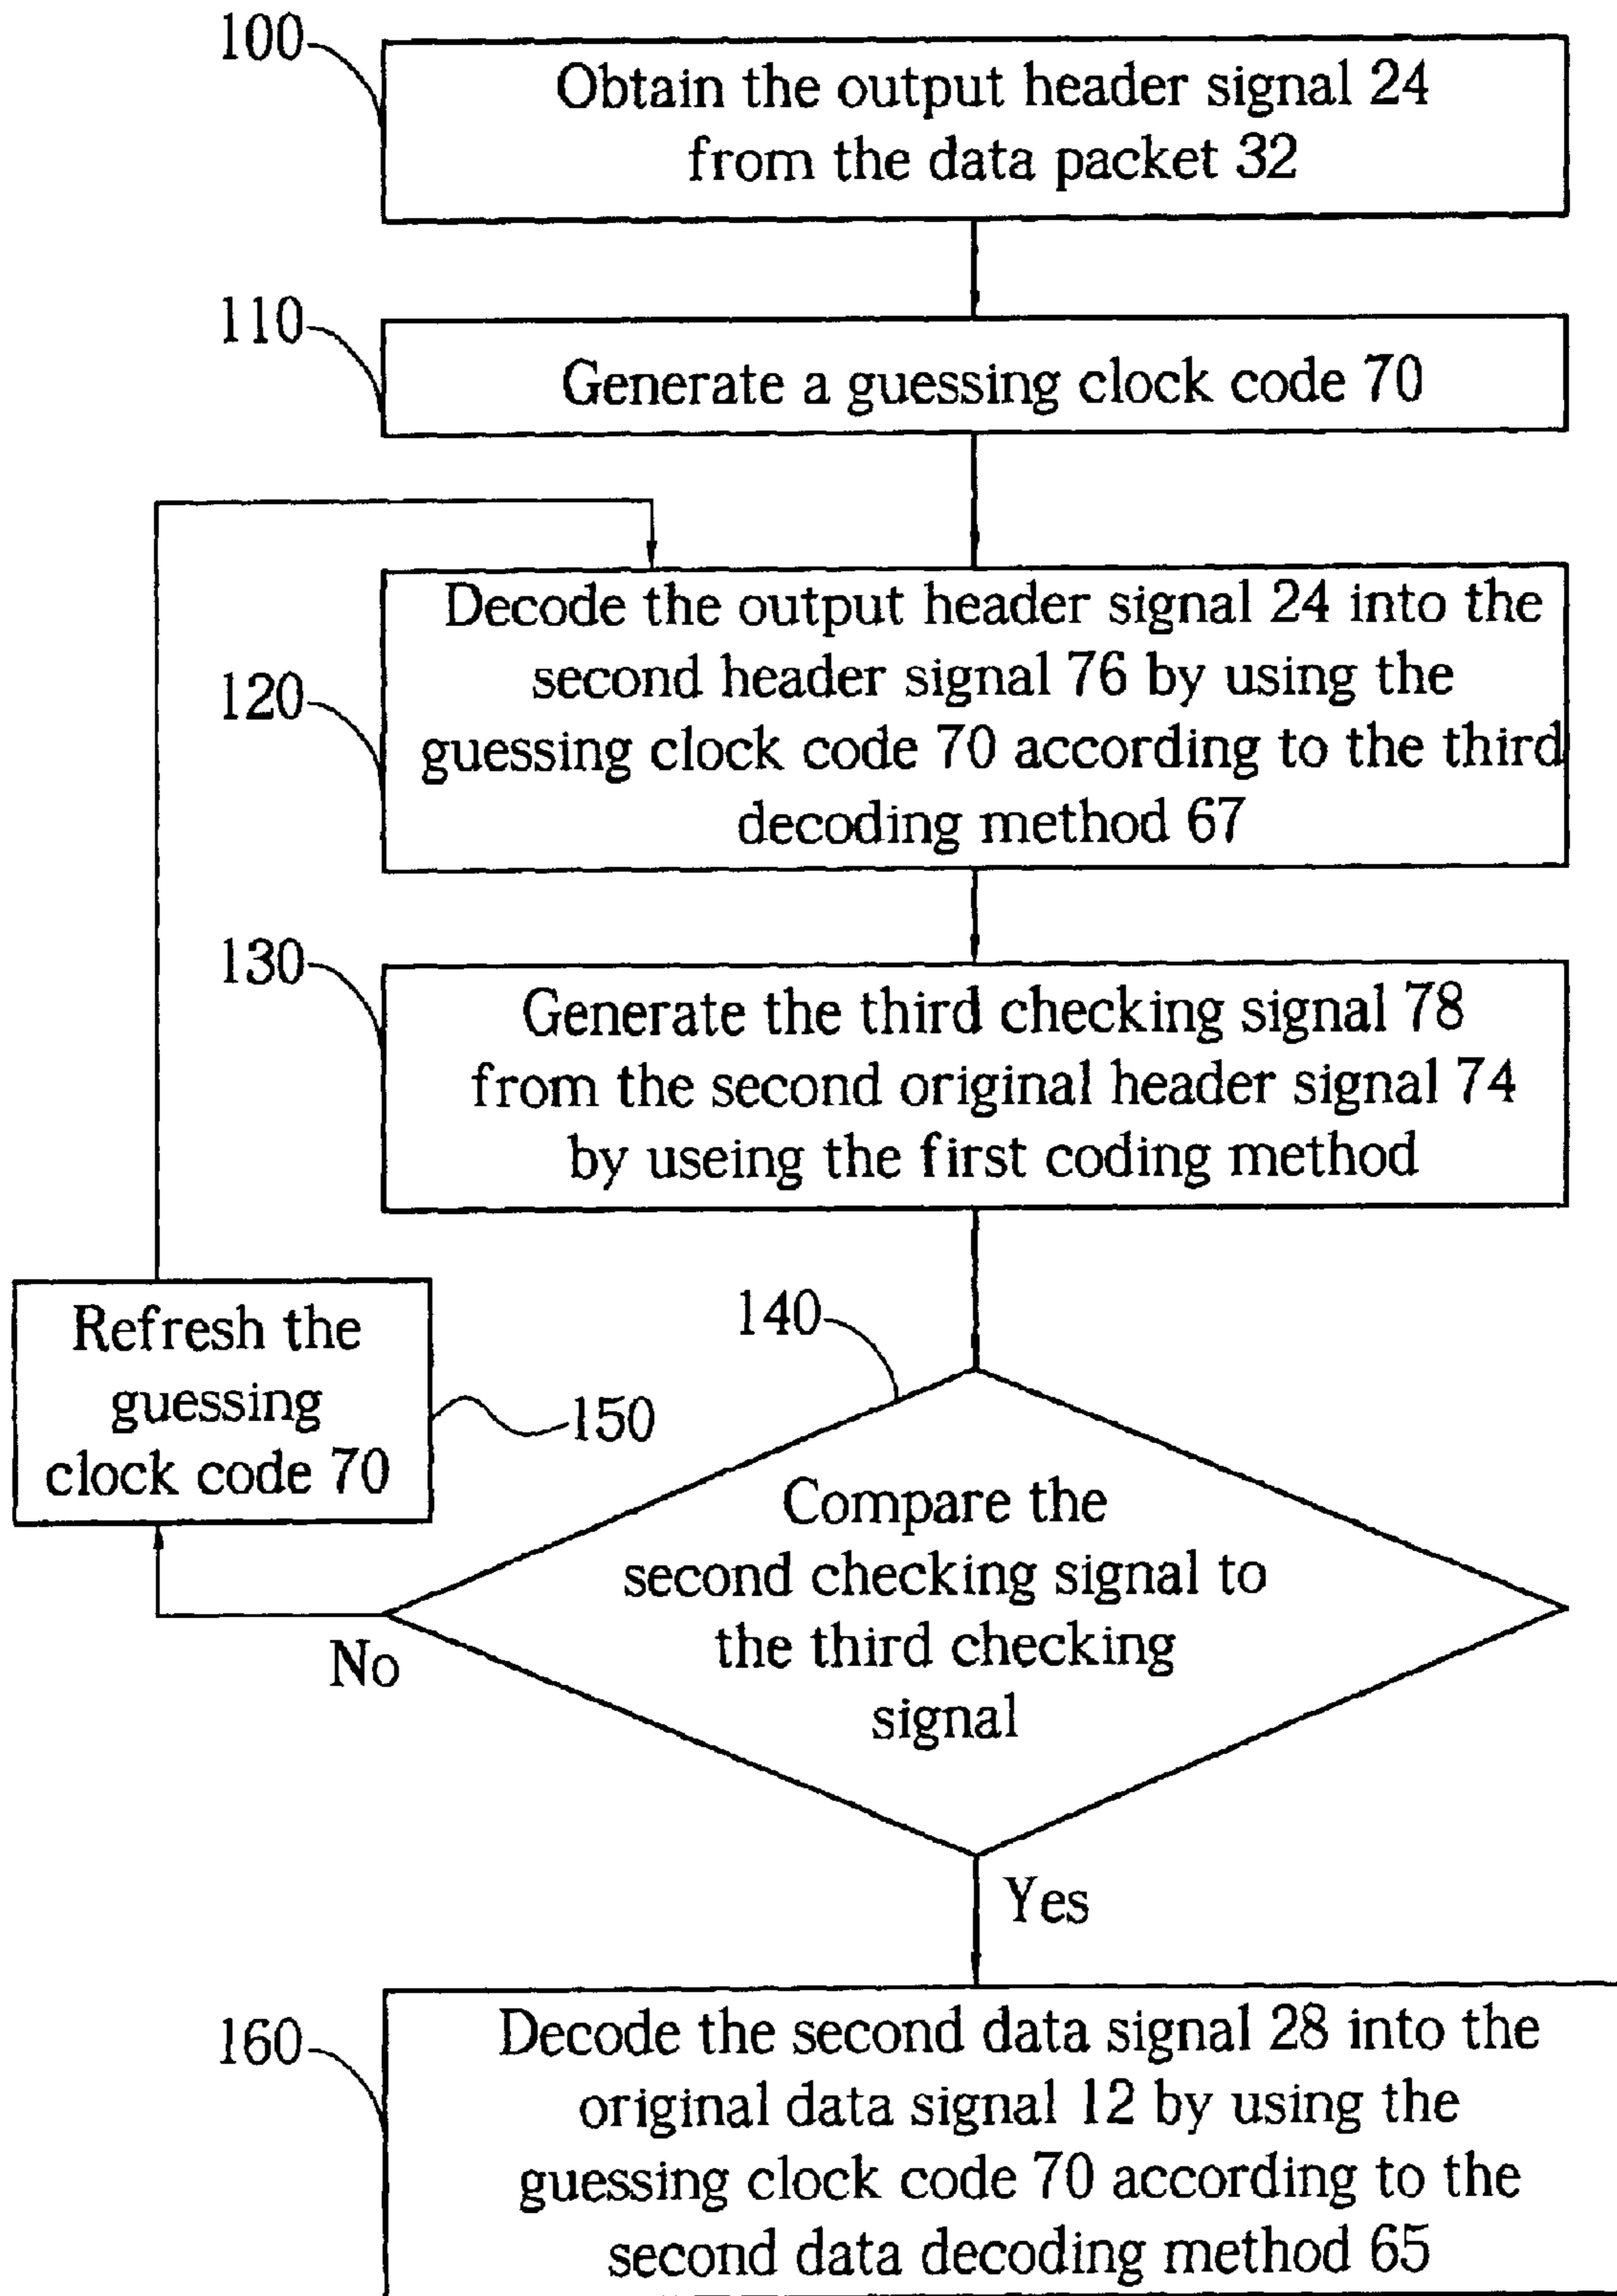 100
Obtain the output header signal 24
from the data packet 32
110
Generate a guessing clock code 70
120
Decode the output header signal 24 into the
second header signal 76 by using the
guessing clock code 70 according to the third
decoding method 67
130
Generate the third checking signal 78
from the second original header signal 74
by useing the first coding method
Refresh the
guessing
clock code 70
150
140
Compare the
second checking signal to
the third checking
signal
No
Yes
160
Decode the second data signal 28 into the
original data signal 12 by using the
guessing clock code 70 according to the
second data decoding method 65